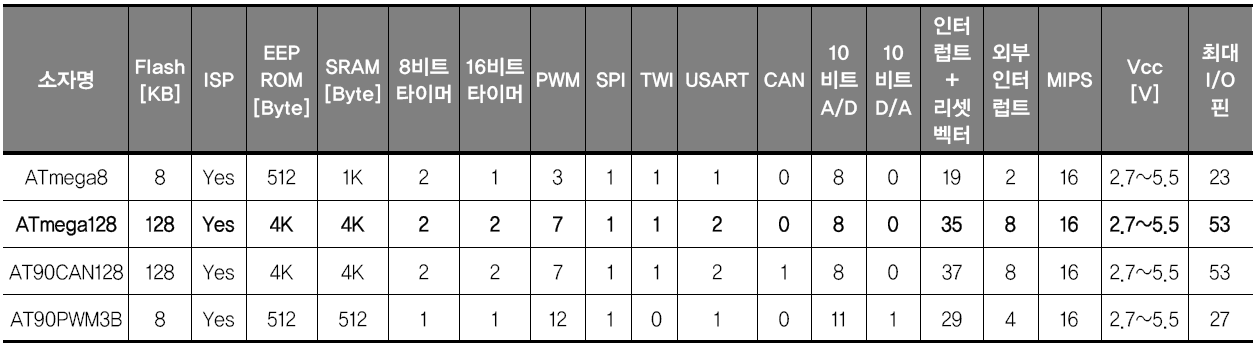 소자명 Flash [KB] ISP EEP ROM [Byte] SRAM [Byte] 8비트 타이머 16비트 타이머 PWM SPI TWI USART CAN 10 비트 A/D 10 비트 D/A 인터럽트 + 리셋 벡터 외부 인터럽트 MIPS Vcc [V] 최대 I/O 핀
ATmega8 8 Yes 512 1K 2 1 3 1 1 1 0 8 0 19 2 16 2.7~5.5 23
ATmega128 128 Yes 4K 4K 2 2 7 1 1 2 0 8 0 35 8 16 2.7~5.5 53
AT90CAN128 128 Yes 4K 4K 2 2 7 1 1 2 1 8 0 37 8 16 2.7~5.5 53
AT90PWM3B 8 Yes 512 512 1 1 12 1 0 1 0 11 1 29 4 16 2.7~5.5 27